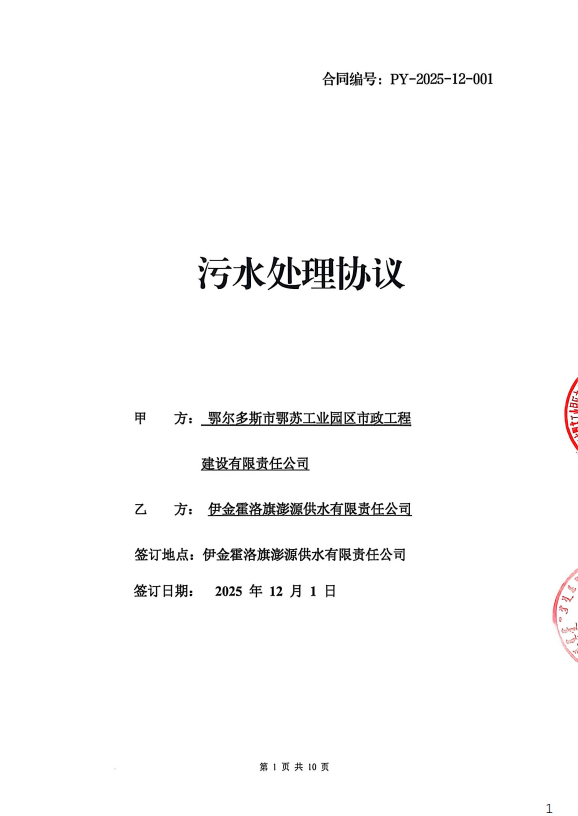 合同编号：PY-2025-12-001
污水处理协议
甲 方： 鄂尔多斯市鄂苏工业园区市政工程
建设有限责任公司
乙 方： 伊金霍洛旗澎源供水有限责任公司
签订地点：伊金霍洛旗澎源供水有限责任公司
签订日期： 2025 年 12 月 1 日
第 1 页 共 10 页
1